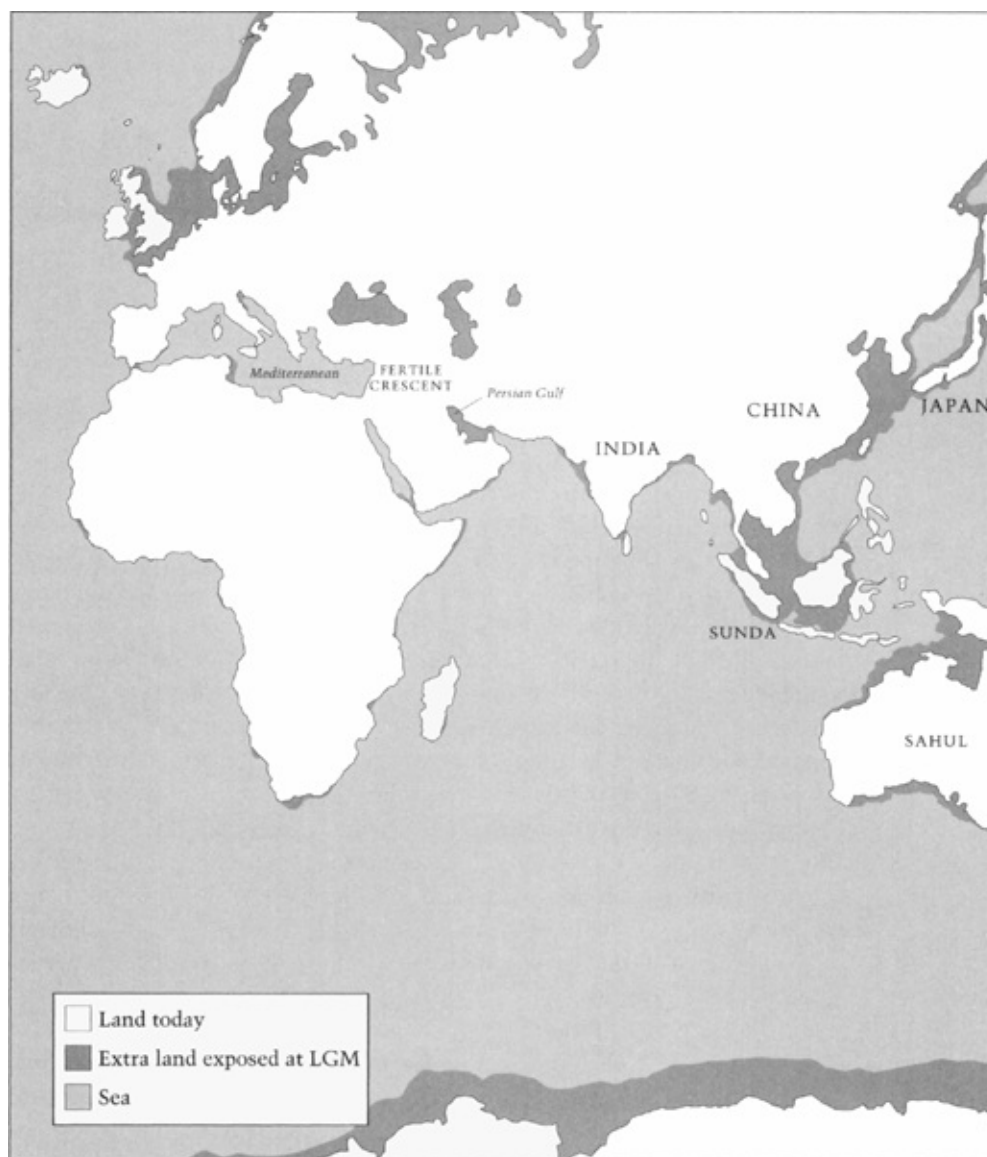 Mediterranean
FERTILE
CRESCENT
Persian Gulf
CHINA
JAPAN
INDIA
SUNDA
SAHUL
Land today
Extra land exposed at LGM
Sea